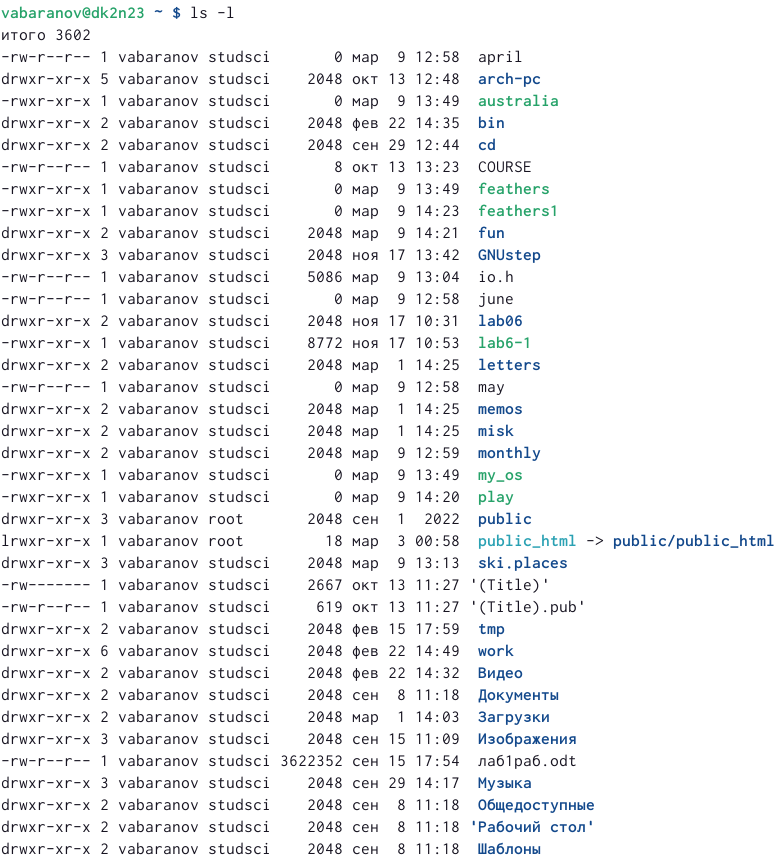 vabaranov@dk2n23 ~ $ ls -l
итого 3602
-rw-r--r-- 1 vabaranov studsci       0 мар  9 12:58  april
drwxr-xr-x 5 vabaranov studsci    2048 окт 13 12:48  arch-pc
-rwxr-xr-x 1 vabaranov studsci       0 мар  9 13:49  australia
drwxr-xr-x 2 vabaranov studsci    2048 фев 22 14:35  bin
drwxr-xr-x 2 vabaranov studsci    2048 сен 29 12:44  cd
-rw-r--r-- 1 vabaranov studsci       8 окт 13 13:23  COURSE
-rwxr-xr-x 1 vabaranov studsci       0 мар  9 13:49  feathers
-rwxr-xr-x 1 vabaranov studsci       0 мар  9 14:23  feathers1
drwxr-xr-x 2 vabaranov studsci    2048 мар  9 14:21  fun
drwxr-xr-x 3 vabaranov studsci    2048 ноя 17 13:42  GNUstep
-rw-r--r-- 1 vabaranov studsci    5086 мар  9 13:04  io.h
-rw-r--r-- 1 vabaranov studsci       0 мар  9 12:58  june
drwxr-xr-x 2 vabaranov studsci    2048 ноя 17 10:31  lab06
-rwxr-xr-x 1 vabaranov studsci    8772 ноя 17 10:53  lab6-1
drwxr-xr-x 2 vabaranov studsci    2048 мар  1 14:25  letters
-rw-r--r-- 1 vabaranov studsci       0 мар  9 12:58  may
drwxr-xr-x 2 vabaranov studsci    2048 мар  1 14:25  memos
drwxr-xr-x 2 vabaranov studsci    2048 мар  1 14:25  misk
drwxr-xr-x 2 vabaranov studsci    2048 мар  9 12:59  monthly
-rwxr-xr-x 1 vabaranov studsci       0 мар  9 13:49  my_os
-rwxr-xr-x 1 vabaranov studsci       0 мар  9 14:20  play
drwxr-xr-x 3 vabaranov root       2048 сен  1  2022  public
lrwxr-xr-x 1 vabaranov root         18 мар  3 00:58  public_html -> public/public_html
drwxr-xr-x 3 vabaranov studsci    2048 мар  9 13:13  ski.places
-rw------- 1 vabaranov studsci    2667 окт 13 11:27 '(Title)'
-rw-r--r-- 1 vabaranov studsci     619 окт 13 11:27 '(Title).pub'
drwxr-xr-x 2 vabaranov studsci    2048 фев 15 17:59  tmp
drwxr-xr-x 6 vabaranov studsci    2048 фев 22 14:49  work
drwxr-xr-x 2 vabaranov studsci    2048 фев 22 14:32  Видео
drwxr-xr-x 2 vabaranov studsci    2048 сен  8 11:18  Документы
drwxr-xr-x 2 vabaranov studsci    2048 мар  1 14:03  Загрузки
drwxr-xr-x 3 vabaranov studsci    2048 сен 15 11:09  Изображения
-rw-r--r-- 1 vabaranov studsci 3622352 сен 15 17:54  лаб1раб.odt
drwxr-xr-x 3 vabaranov studsci    2048 сен 29 14:17  Музыка
drwxr-xr-x 2 vabaranov studsci    2048 сен  8 11:18  Общедоступные
drwxr-xr-x 2 vabaranov studsci    2048 сен  8 11:18 'Рабочий стол'
drwxr-xr-x 2 vabaranov studsci    2048 сен  8 11:18  Шаблоны